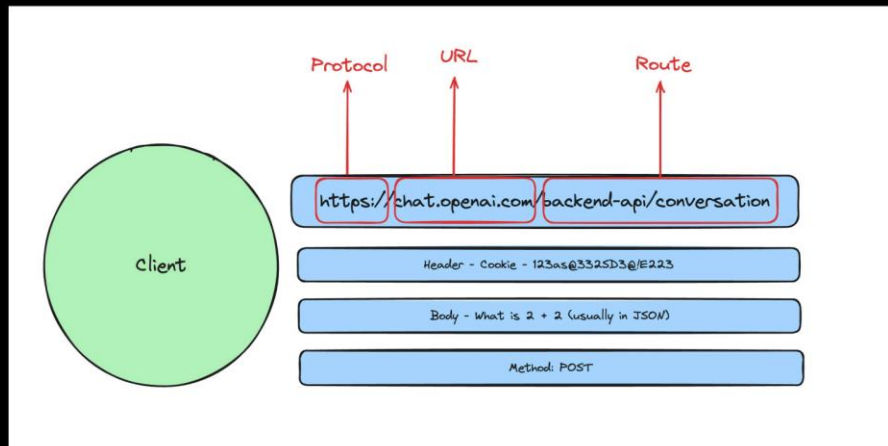 Protocol
URL
Route
https://chat.openai.com/backend-api/conversation
Client
Header - Cookie - 123as@3325D3@/E223
Body - What is 2 + 2 (usually in JSON)
Method: POST